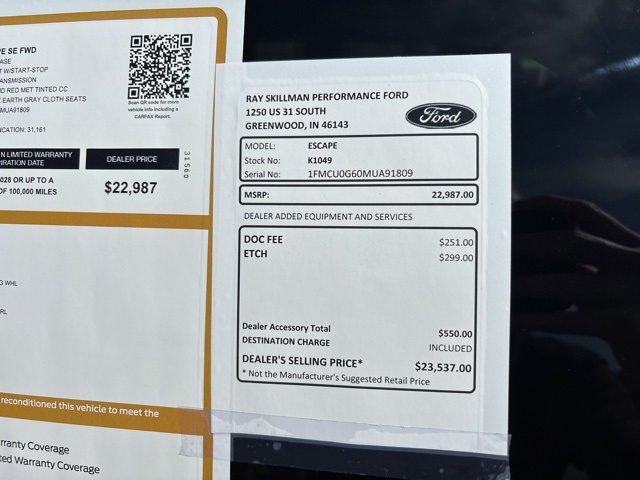 PE SE FWD
ASE
T W/START-STOP
ANSMISSION
ID RED MET TINTED CC
EARTH GRAY CLOTH SEATS
MUA91809
ICATION: 31,161
Scan QR code for more
vehicle info including a
CARFAX Report.
N LIMITED WARRANTY
PIRATION DATE
DEALER PRICE
31560
028 OR UP TO A
OF 100,000 MILES
$22,987
G WHL
RL
reconditioned this vehicle to meet the
rranty Coverage
ted Warranty Coverage
RAY SKILLMAN PERFORMANCE FORD
1250 US 31 SOUTH
GREENWOOD, IN 46143
Ford
MODEL: ESCAPE
Stock No: K1049
Serial No: 1FMCU0G60MUA91809
MSRP: 22,987.00
DEALER ADDED EQUIPMENT AND SERVICES
DOC FEE $251.00
ETCH $299.00
Dealer Accessory Total $550.00
DESTINATION CHARGE INCLUDED
DEALER'S SELLING PRICE* $23,537.00
* Not the Manufacturer's Suggested Retail Price